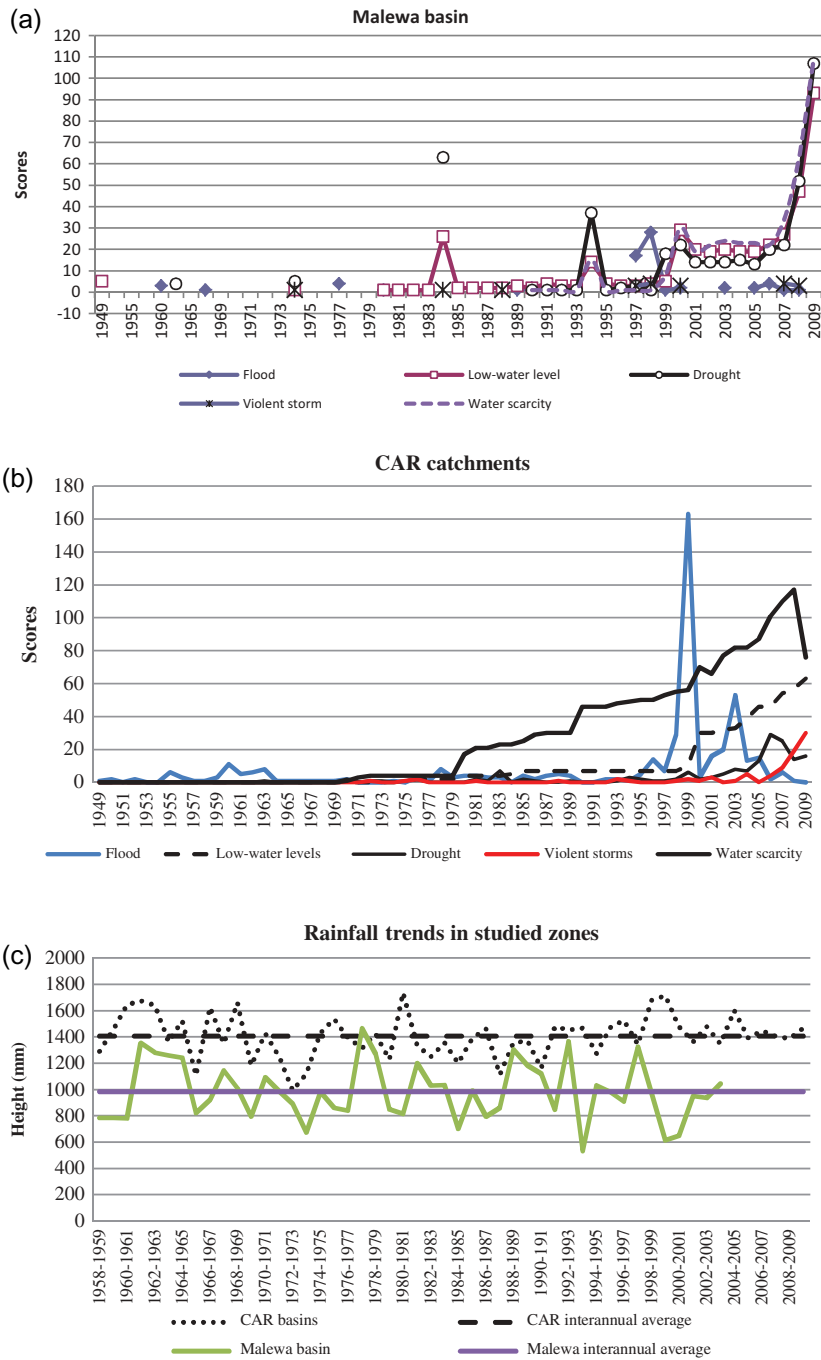 (a)
Malewa basin
120
110
100
90
80
70
60
50
40
30
20
10
0
-10
Scores
1949 1955 1960 1965 1969 1971 1973 1975 1977 1979 1981 1983 1985 1987 1989 1991 1993 1995 1997 1999 2001 2003 2005 2007 2009
Flood Low-water level Drought
Violent storm Water scarcity
(b)
CAR catchments
180
160
140
120
100
80
60
40
20
0
Scores
1949 1951 1953 1955 1957 1959 1961 1963 1965 1967 1969 1971 1973 1975 1977 1979 1981 1983 1985 1987 1989 1991 1993 1995 1997 1999 2001 2003 2005 2007 2009
Flood Low-water levels Drought Violent storms Water scarcity
(c)
Rainfall trends in studied zones
2000
1800
1600
1400
1200
1000
800
600
400
200
0
Height (mm)
1958-1959 1960-1961 1962-1963 1964-1965 1966-1967 1968-1969 1970-1971 1972-1973 1974-1975 1976-1977 1978-1979 1980-1981 1982-1983 1984-1985 1986-1987 1988-1989 1990-191 1992-1993 1994-1995 1996-1997 1998-1999 2000-2001 2002-2003 2004-2005 2006-2007 2008-2009
CAR basins CAR interannual average
Malewa basin Malewa interannual average